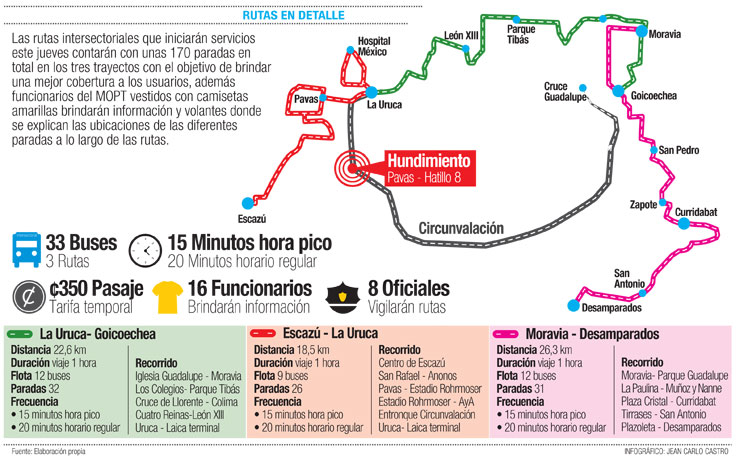 RUTAS EN DETALLE
Las rutas intersectoriales que iniciarán servicios
este jueves contarán con unas 170 paradas en
total en los tres trayectos con el objetivo de brindar
una mejor cobertura a los usuarios, además
funcionarios del MOPT vestidos con camisetas
amarillas brindarán información y volantes donde
se explican las ubicaciones de las diferentes
paradas a lo largo de las rutas.
Hospital
México
León XIII
Parque
Tibás
Moravia
Pavas
La Uruca
Cruce
Guadalupe
Goicoechea
Hundimiento
Pavas - Hatillo 8
San Pedro
Escazú
Circunvalación
Zapote
Curridabat
San
Antonio
Desamparados
33 Buses
3 Rutas
15 Minutos hora pico
20 Minutos horario regular
₡350 Pasaje
Tarifa temporal
16 Funcionarios
Brindarán información
8 Oficiales
Vigilarán rutas
La Uruca- Goicoechea
Distancia 22,6 km
Duración viaje 1 hora
Flota 12 buses
Paradas 32
Frecuencia
• 15 minutos hora pico
• 20 minutos horario regular
Recorrido
Iglesia Guadalupe - Moravia
Los Colegios- Parque Tibás
Cruce de Llorente - Colima
Cuatro Reinas-León XIII
Uruca - Laica terminal
Escazú - La Uruca
Distancia 18,5 km
Duración viaje 1 hora
Flota 9 buses
Paradas 26
Frecuencia
• 15 minutos hora pico
• 20 minutos horario regular
Recorrido
Centro de Escazú
San Rafael - Anonos
Pavas - Estadio Rohrmoser
Estadio Rohrmoser - AyA
Entronque Circunvalación
Uruca - Laica terminal
Moravia - Desamparados
Distancia 26,3 km
Duración viaje 1 hora
Flota 12 buses
Paradas 31
Frecuencia
• 15 minutos hora pico
• 20 minutos horario regular
Recorrido
Moravia- Parque Guadalupe
La Paulina - Muñoz y Nanne
Plaza Cristal - Curridabat
Tirrases - San Antonio
Plazoleta - Desamparados
Fuente: Elaboración propia
INFOGRÁFICO: JEAN CARLO CASTRO